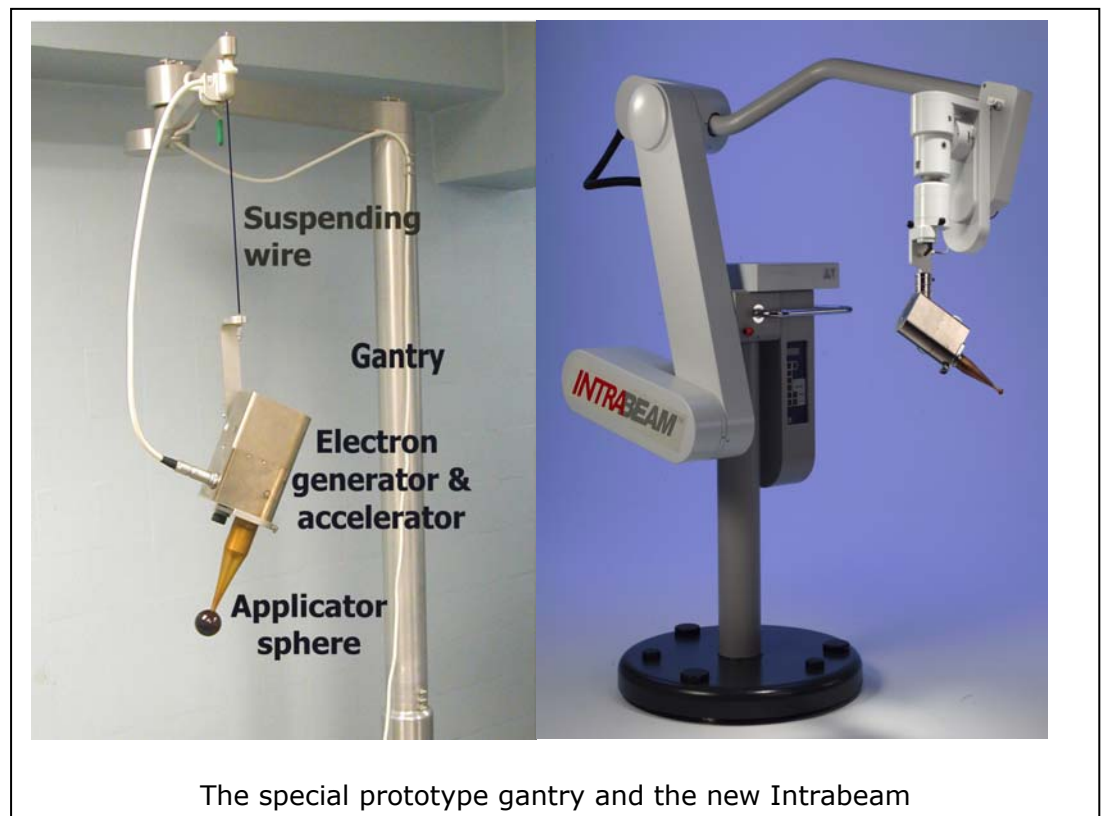 Suspending
wire
Gantry
Electron
generator &
accelerator
Applicator
sphere
INTRABEAM
The special prototype gantry and the new Intrabeam